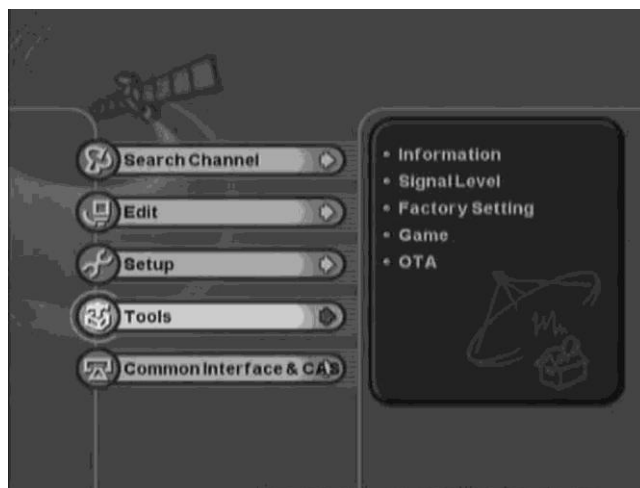 Search Channel
Edit
Setup
Tools
Common Interface & CAS
• Information
• Signal Level
• Factory Setting
• Game
• OTA